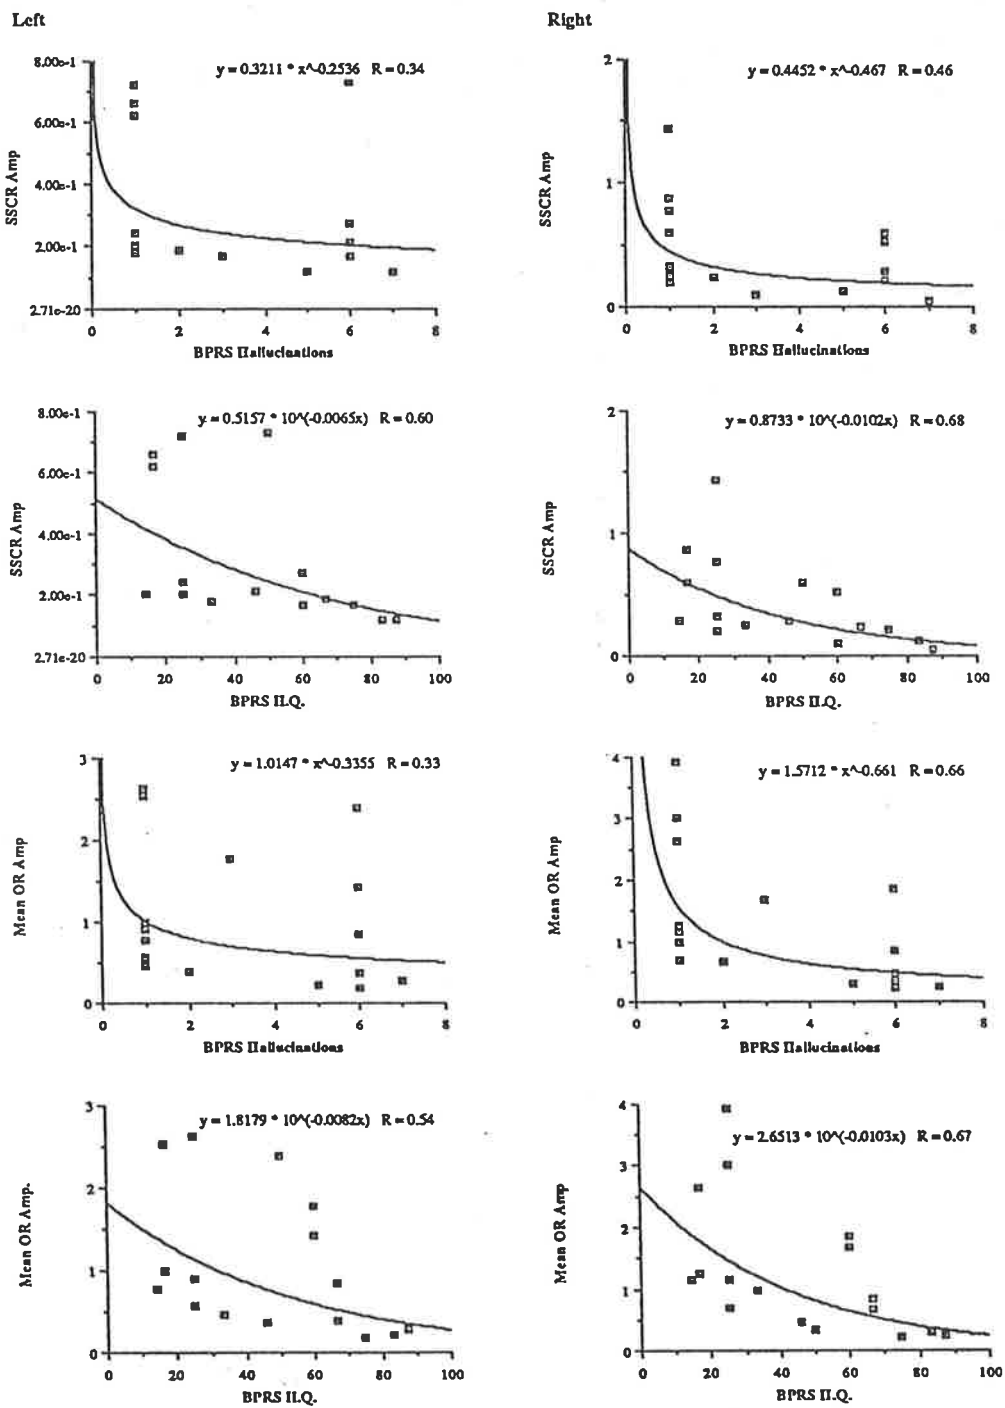 Left
Right
y = 0.3211 * x^-0.2536 R = 0.34
8.00e-1
6.00e-1
4.00e-1
2.00e-1
2.71e-20
SSCR Amp
0 2 4 6 8
BPRS Hallucinations
y = 0.4452 * x^-0.467 R = 0.46
2
1
0
SSCR Amp
0 2 4 6 8
BPRS Hallucinations
y = 0.5157 * 10^(-0.0065x) R = 0.60
8.00e-1
6.00e-1
4.00e-1
2.00e-1
2.71e-20
SSCR Amp
0 20 40 60 80 100
BPRS H.Q.
y = 0.8733 * 10^(-0.0102x) R = 0.68
2
1
0
SSCR Amp
0 20 40 60 80 100
BPRS H.Q.
y = 1.0147 * x^-0.3355 R = 0.33
3
2
1
0
Mean OR Amp
0 2 4 6 8
BPRS Hallucinations
y = 1.5712 * x^-0.661 R = 0.66
4
3
2
1
0
Mean OR Amp
0 2 4 6 8
BPRS Hallucinations
y = 1.8179 * 10^(-0.0082x) R = 0.54
3
2
1
0
Mean OR Amp.
0 20 40 60 80 100
BPRS H.Q.
y = 2.6513 * 10^(-0.0103x) R = 0.67
4
3
2
1
0
Mean OR Amp
0 20 40 60 80 100
BPRS H.Q.